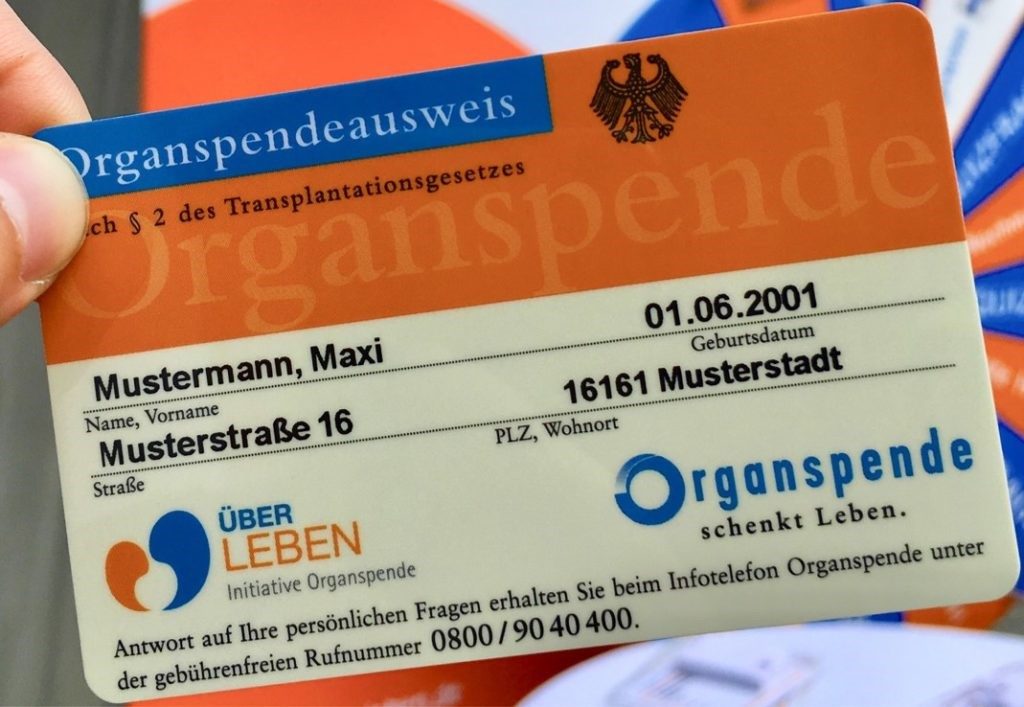 Organspendeausweis
ch § 2 des Transplantationsgesetzes
Organspende
01.06.2001
Mustermann, Maxi
Geburtsdatum
Name, Vorname
16161 Musterstadt
Musterstraße 16
PLZ, Wohnort
Straße
Organspende
schenkt Leben.
ÜBER
LEBEN
Initiative Organspende
Antwort auf Ihre persönlichen Fragen erhalten Sie beim Infotelefon Organspende unter
der gebührenfreien Rufnummer 0800 / 90 40 400.